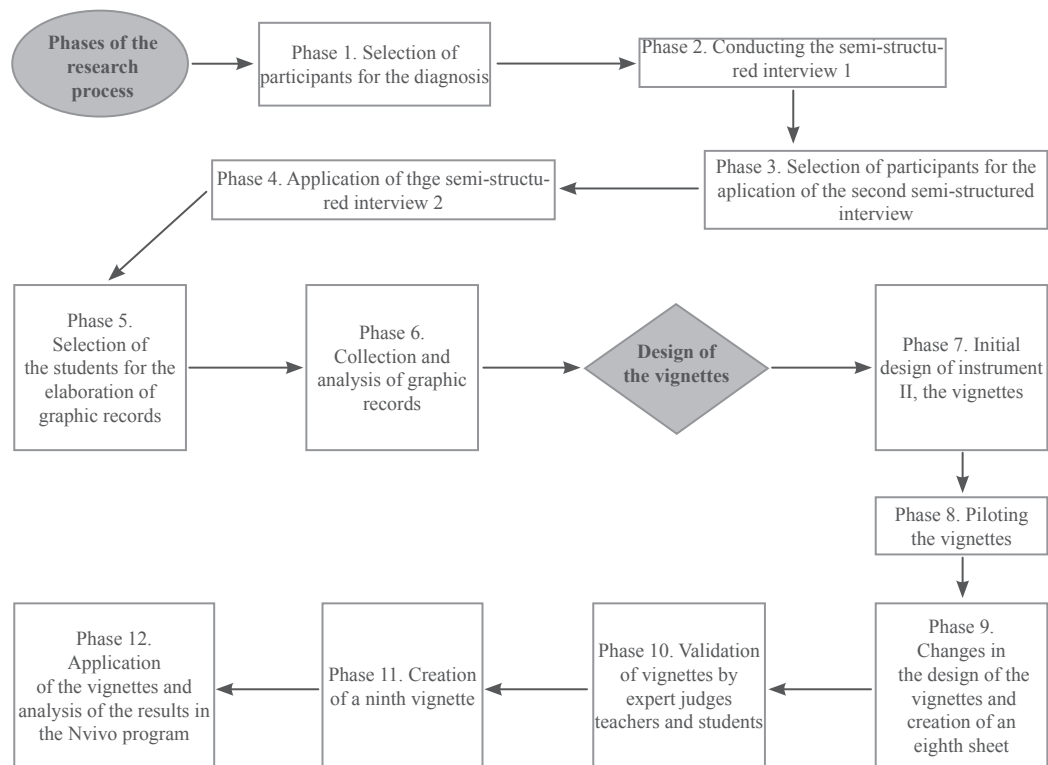 Phases of the
research
process
Phase 1. Selection of
participants for the diagnosis
Phase 2. Conducting the semi-structu-
red interview 1
Phase 3. Selection of participants for the
aplication of the second semi-structured
interview
Phase 4. Application of thge semi-structu-
red interview 2
Phase 5.
Selection of
the students for the
elaboration of
graphic records
Phase 6.
Collection and
analysis of graphic
records
Design of
the vignettes
Phase 7. Initial
design of instrument
II, the vignettes
Phase 8. Piloting
the vignettes
Phase 9.
Changes in
the design of the
vignettes and
creation of an
eighth sheet
Phase 10. Validation
of vignettes by
expert judges
teachers and students
Phase 11. Creation
of a ninth vignette
Phase 12.
Application
of the vignettes and
analysis of the results in
the Nvivo program